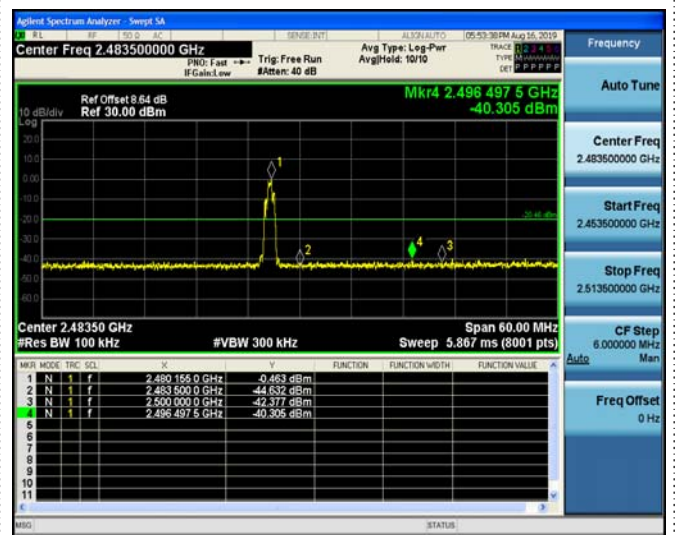 Agilent Spectrum Analyzer - Swept SA
RL RF 50 Ω AC SENSE:INT ALIGN AUTO 05:53:38 PM Aug 16, 2019
Center Freq 2.483500000 GHz
PNO: Fast Trig: Free Run
IFGain:Low #Atten: 40 dB
Avg Type: Log-Pwr
Avg|Hold: 10/10
TRACE 1 2 3 4 5 6
TYPE
DET P P P P P P
Mkr4 2.496 497 5 GHz
-40.305 dBm
Ref Offset 8.64 dB
10 dB/div Ref 30.00 dBm
Log
20.0
10.0
0.00
-10.0
-20.0
-30.0
-40.0
-50.0
-60.0
1
2
4
3
Center 2.48350 GHz Span 60.00 MHz
#Res BW 100 kHz #VBW 300 kHz Sweep 5.867 ms (8001 pts)
MKR MODE TRC SCL X Y FUNCTION FUNCTION WIDTH FUNCTION VALUE
1 N 1 f 2.480 155 0 GHz -0.463 dBm
2 N 1 f 2.483 500 0 GHz -44.632 dBm
3 N 1 f 2.500 000 0 GHz -42.377 dBm
4 N 1 f 2.496 497 5 GHz -40.305 dBm
5
6
7
8
9
10
11
MSG STATUS
Frequency
Auto Tune
Center Freq
2.483500000 GHz
Start Freq
2.453500000 GHz
Stop Freq
2.513500000 GHz
CF Step
6.000000 MHz
Auto Man
Freq Offset
0 Hz